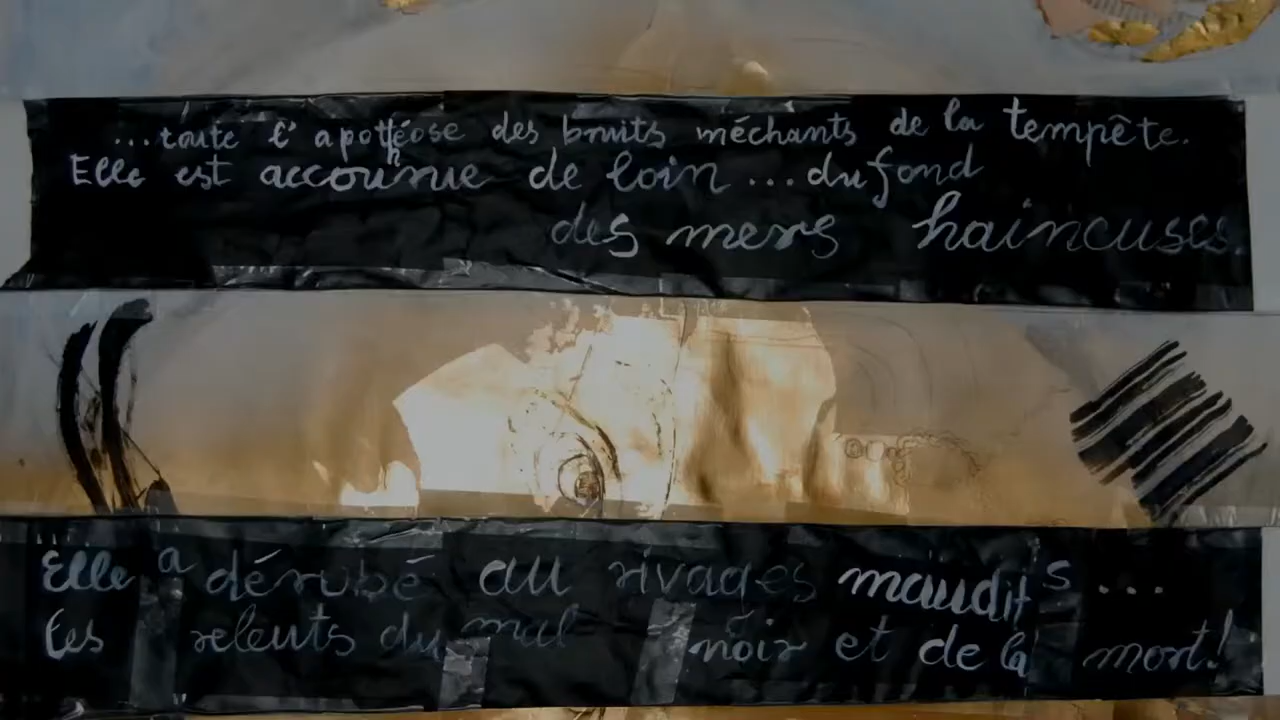 ...toute l'apothéose des bruits méchants de la tempête.
Elle est accourue de loin ... du fond
des mers haineuses.
Elle a dérobé au rivages maudits ...
les relents du mal noir et de la mort!